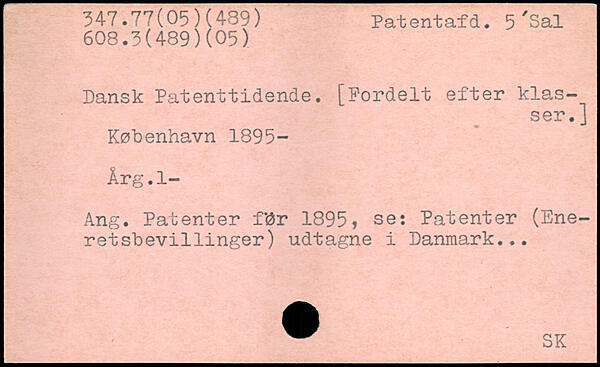 347.77(05)(489) Patentafd. 5'Sal
608.3(489)(05)
Dansk Patenttidende. [Fordelt efter klas-
ser.]
København 1895-
Årg.1-
Ang. Patenter før 1895, se: Patenter (Ene-
retsbevillinger) udtagne i Danmark...
SK